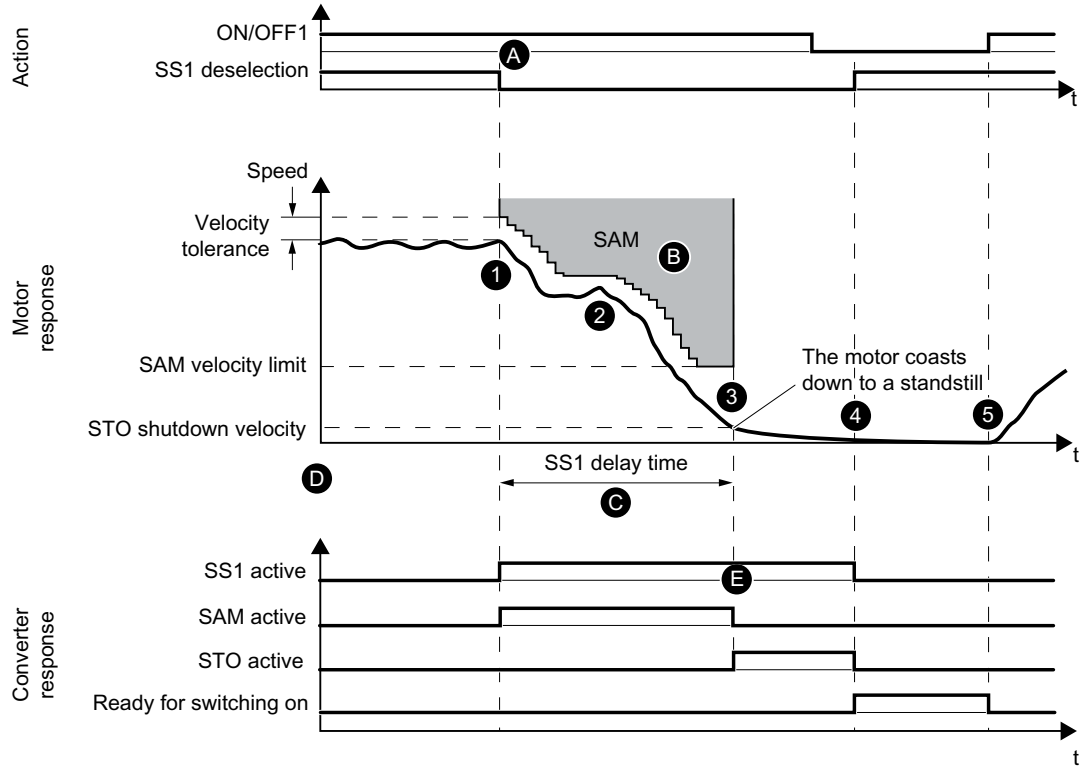 Action
ON/OFF1
A
SS1 deselection
t
Motor
response
Speed
Velocity
tolerance
SAM
B
1
2
SAM velocity limit
The motor coasts
down to a standstill
3
4
5
STO shutdown velocity
t
SS1 delay time
D
C
Converter
response
SS1 active
E
SAM active
STO active
Ready for switching on
t